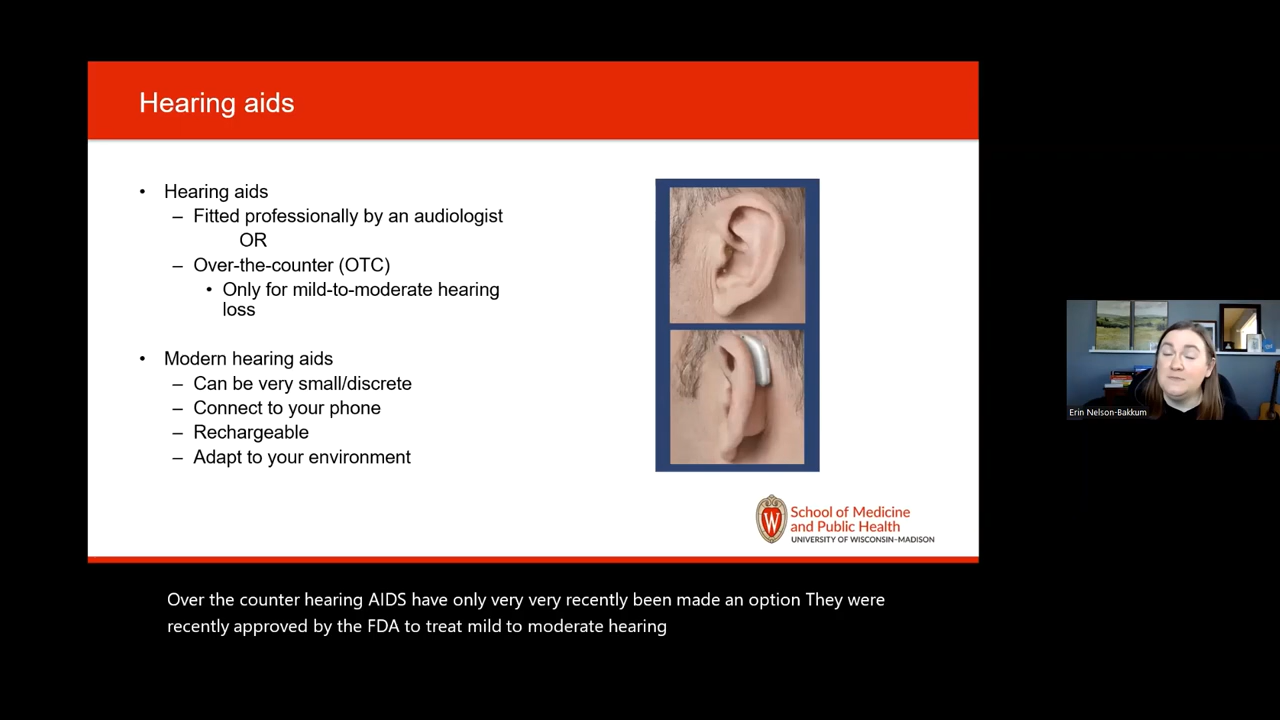 Hearing aids
• Hearing aids
– Fitted professionally by an audiologist
OR
– Over-the-counter (OTC)
• Only for mild-to-moderate hearing
loss
• Modern hearing aids
– Can be very small/discrete
– Connect to your phone
– Rechargeable
– Adapt to your environment
W
School of Medicine
and Public Health
UNIVERSITY OF WISCONSIN–MADISON
Erin Nelson-Bakkum
Over the counter hearing AIDS have only very very recently been made an option They were
recently approved by the FDA to treat mild to moderate hearing